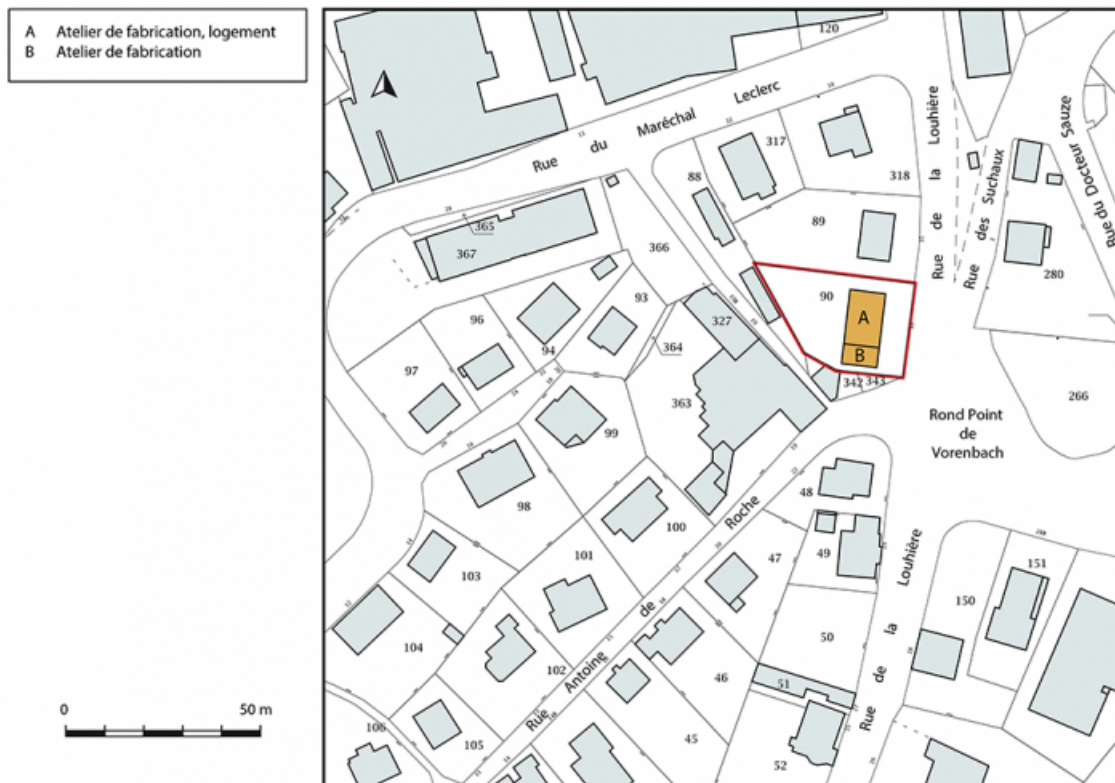 A Atelier de fabrication, logement
B Atelier de fabrication
0 50 m
120
Rue du Maréchal Leclerc
317
318
88
89
365
367
366
Rue de la Louhière
Rue des Suchaux
Rue du Docteur Sauze
280
90
A
B
93
96
94
97
327
364
363
342
343
266
Rond Point
de
Vorenbach
99
98
100
48
49
47
101
103
104
102
Rue Antoine de Roche
50
51
46
45
52
105
106
Rue de la Louhière
150
151